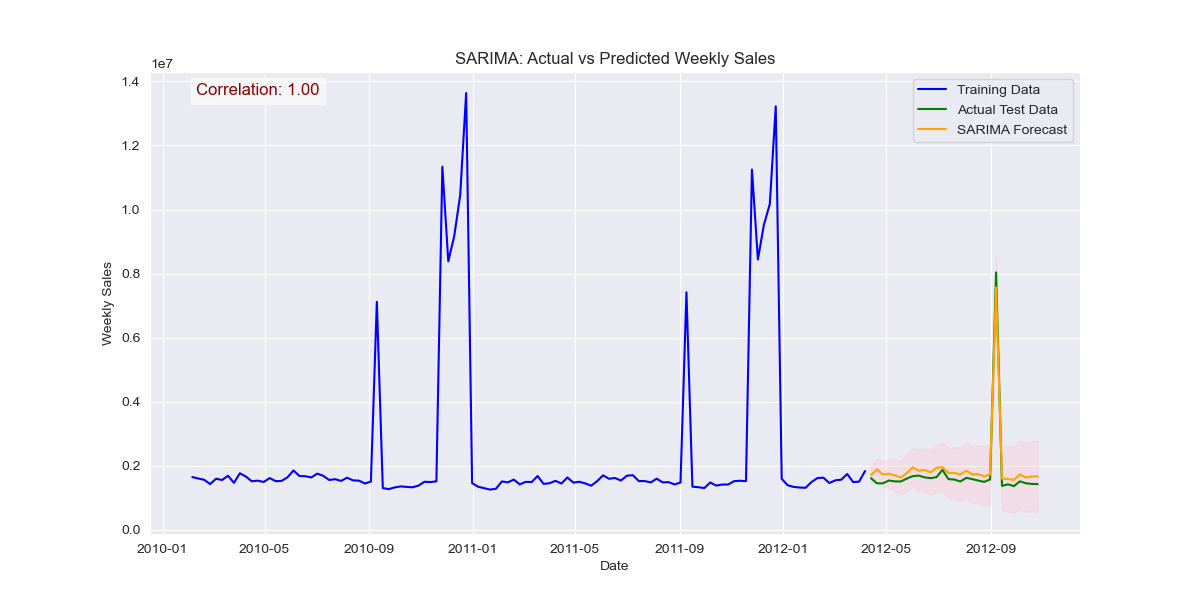 SARIMA: Actual vs Predicted Weekly Sales
1e7
Correlation: 1.00
Training Data
Actual Test Data
SARIMA Forecast
1.4
1.2
1.0
0.8
0.6
0.4
0.2
0.0
Weekly Sales
2010-01 2010-05 2010-09 2011-01 2011-05 2011-09 2012-01 2012-05 2012-09
Date